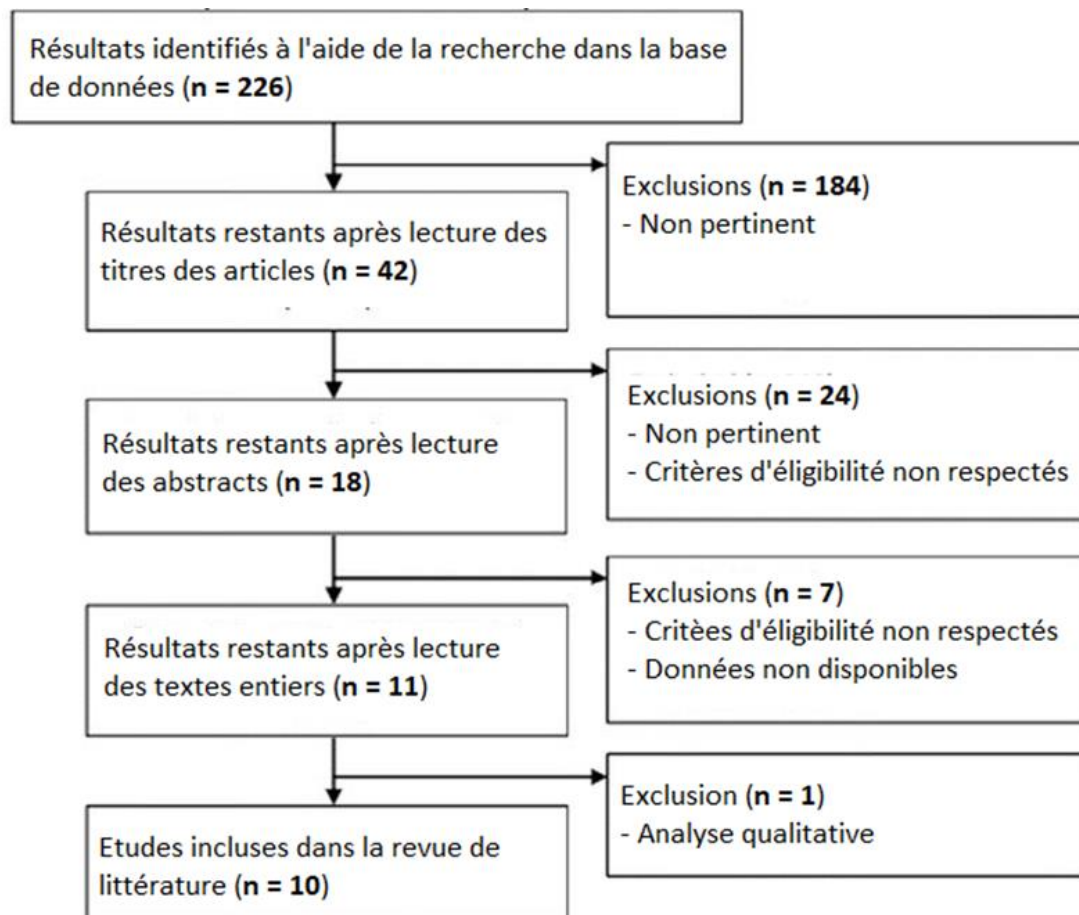 Résultats identifiés à l'aide de la recherche dans la base
de données (n = 226)
Exclusions (n = 184)
- Non pertinent
Résultats restants après lecture des
titres des articles (n = 42)
Exclusions (n = 24)
- Non pertinent
- Critères d'éligibilité non respectés
Résultats restants après lecture
des abstracts (n = 18)
Exclusions (n = 7)
- Critèes d'éligibilité non respectés
- Données non disponibles
Résultats restants après lecture
des textes entiers (n = 11)
Exclusion (n = 1)
- Analyse qualitative
Etudes incluses dans la revue de
littérature (n = 10)